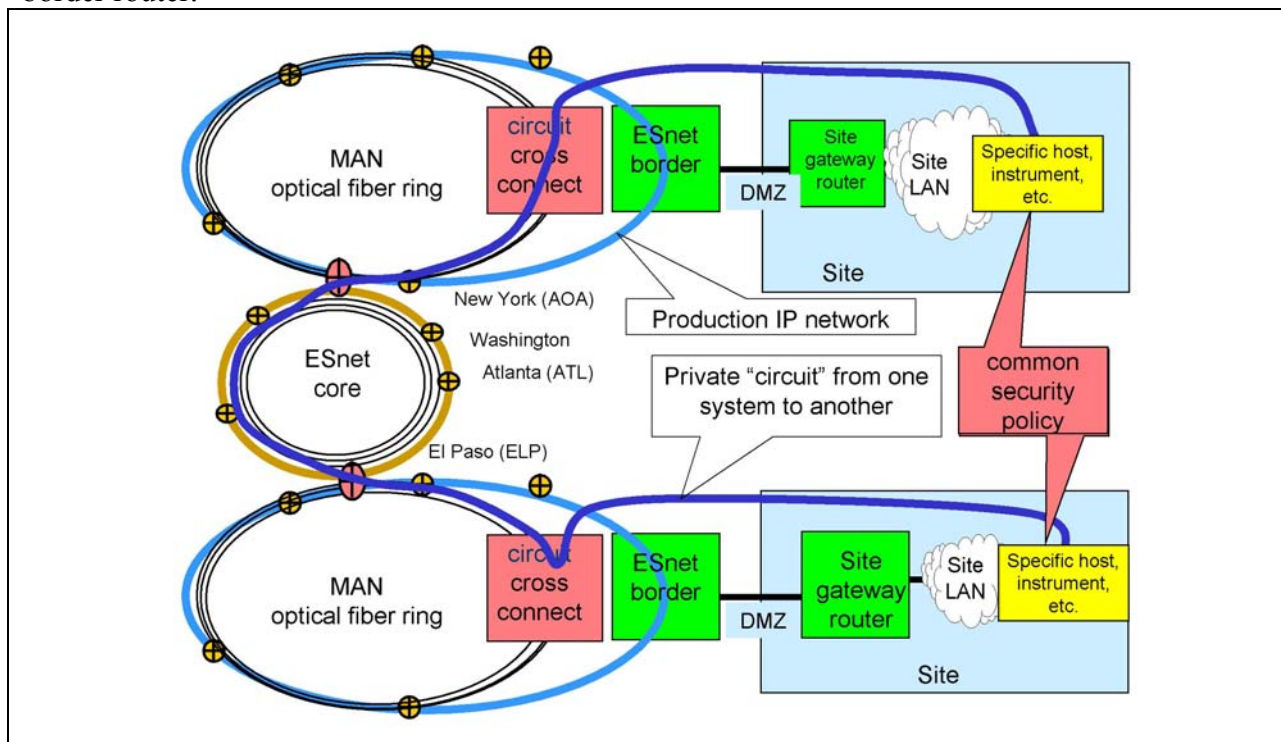 border router.
circuit
cross
connect
MAN
optical fiber ring
ESnet
border
DMZ
Site
gateway
router
Site
LAN
Specific host,
instrument,
etc.
Site
New York (AOA)
Washington
Atlanta (ATL)
El Paso (ELP)
ESnet
core
Production IP network
Private “circuit” from one
system to another
common
security
policy
MAN
optical fiber ring
circuit
cross
connect
ESnet
border
DMZ
Site
gateway
router
Site
LAN
Specific host,
instrument,
etc.
Site